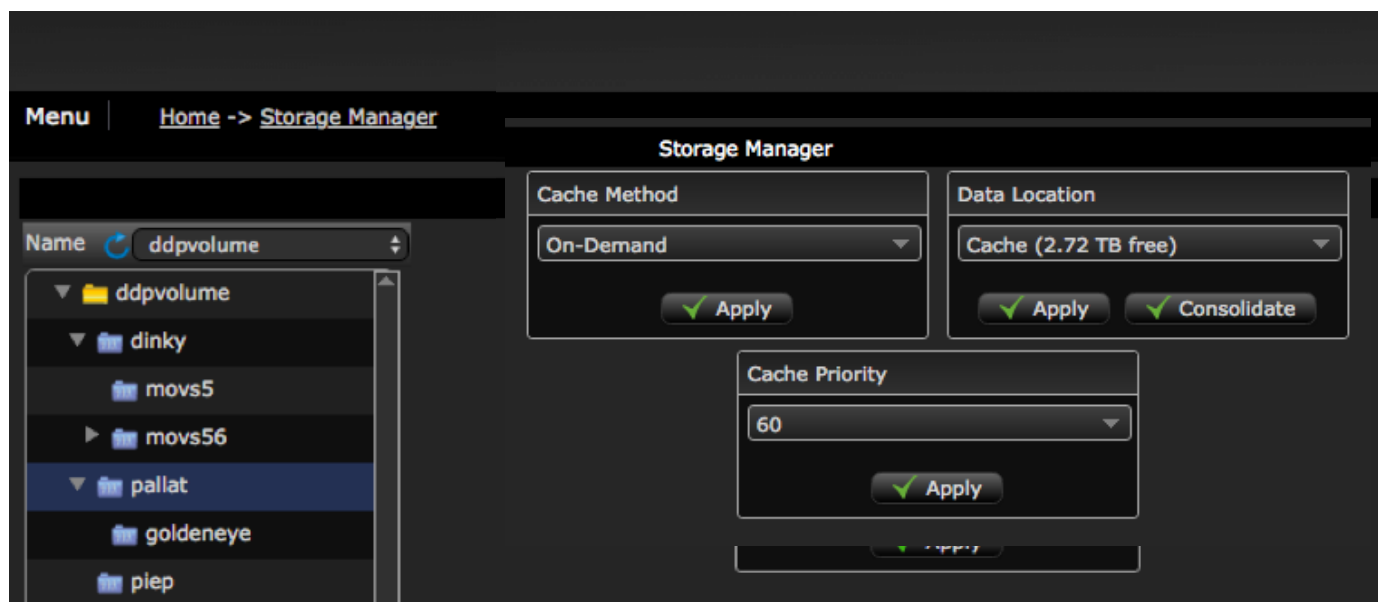 Menu Home -> Storage Manager
Storage Manager
Cache Method
On-Demand
Apply
Data Location
Cache (2.72 TB free)
Apply Consolidate
Cache Priority
60
Apply
Apply
Name ddpvolume
ddpvolume
dinky
movs5
movs56
pallat
goldeneye
piep